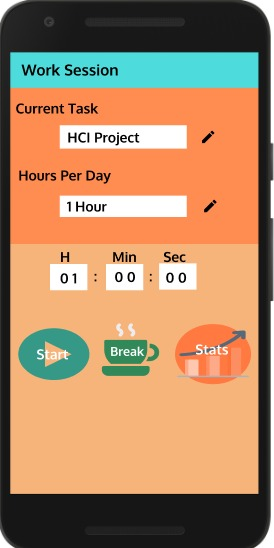 Work Session
Current Task
HCI Project
Hours Per Day
1 Hour
H Min Sec
01 : 00 : 00
Start Break Stats